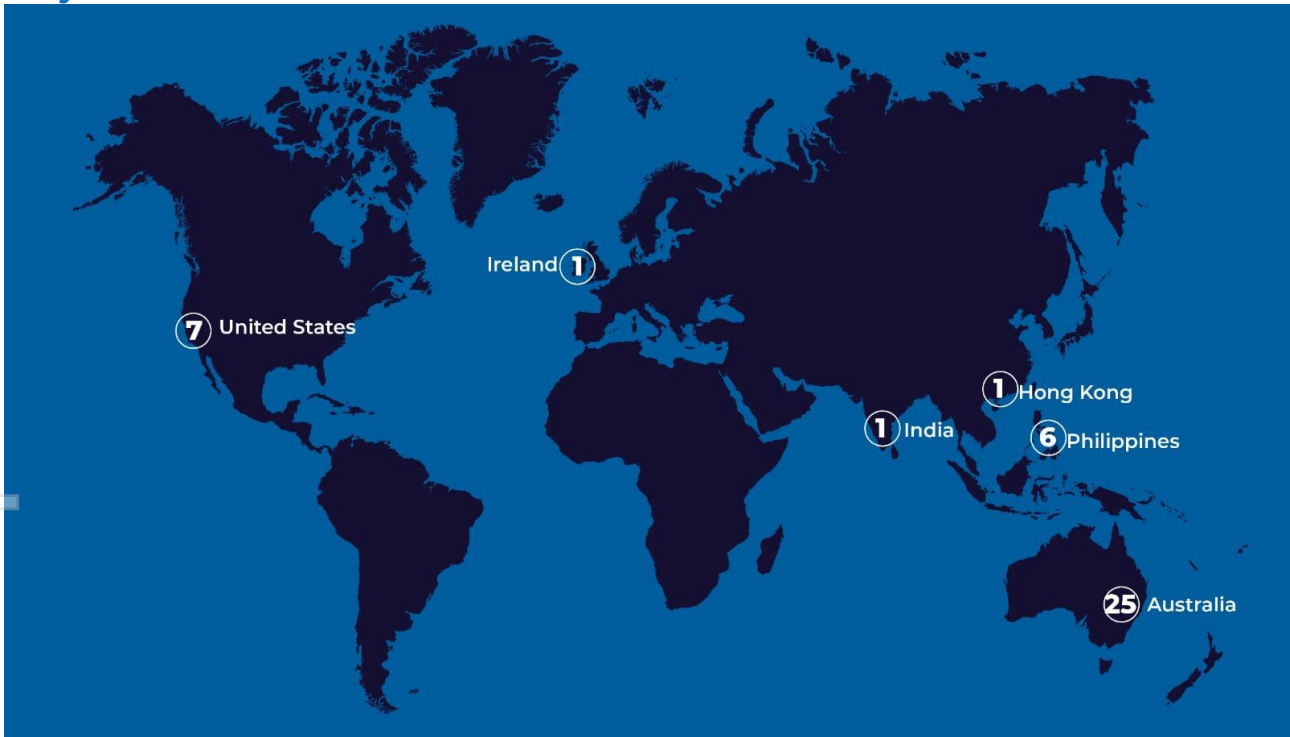 Ireland 1
7 United States
1 Hong Kong
1 India
6 Philippines
25 Australia